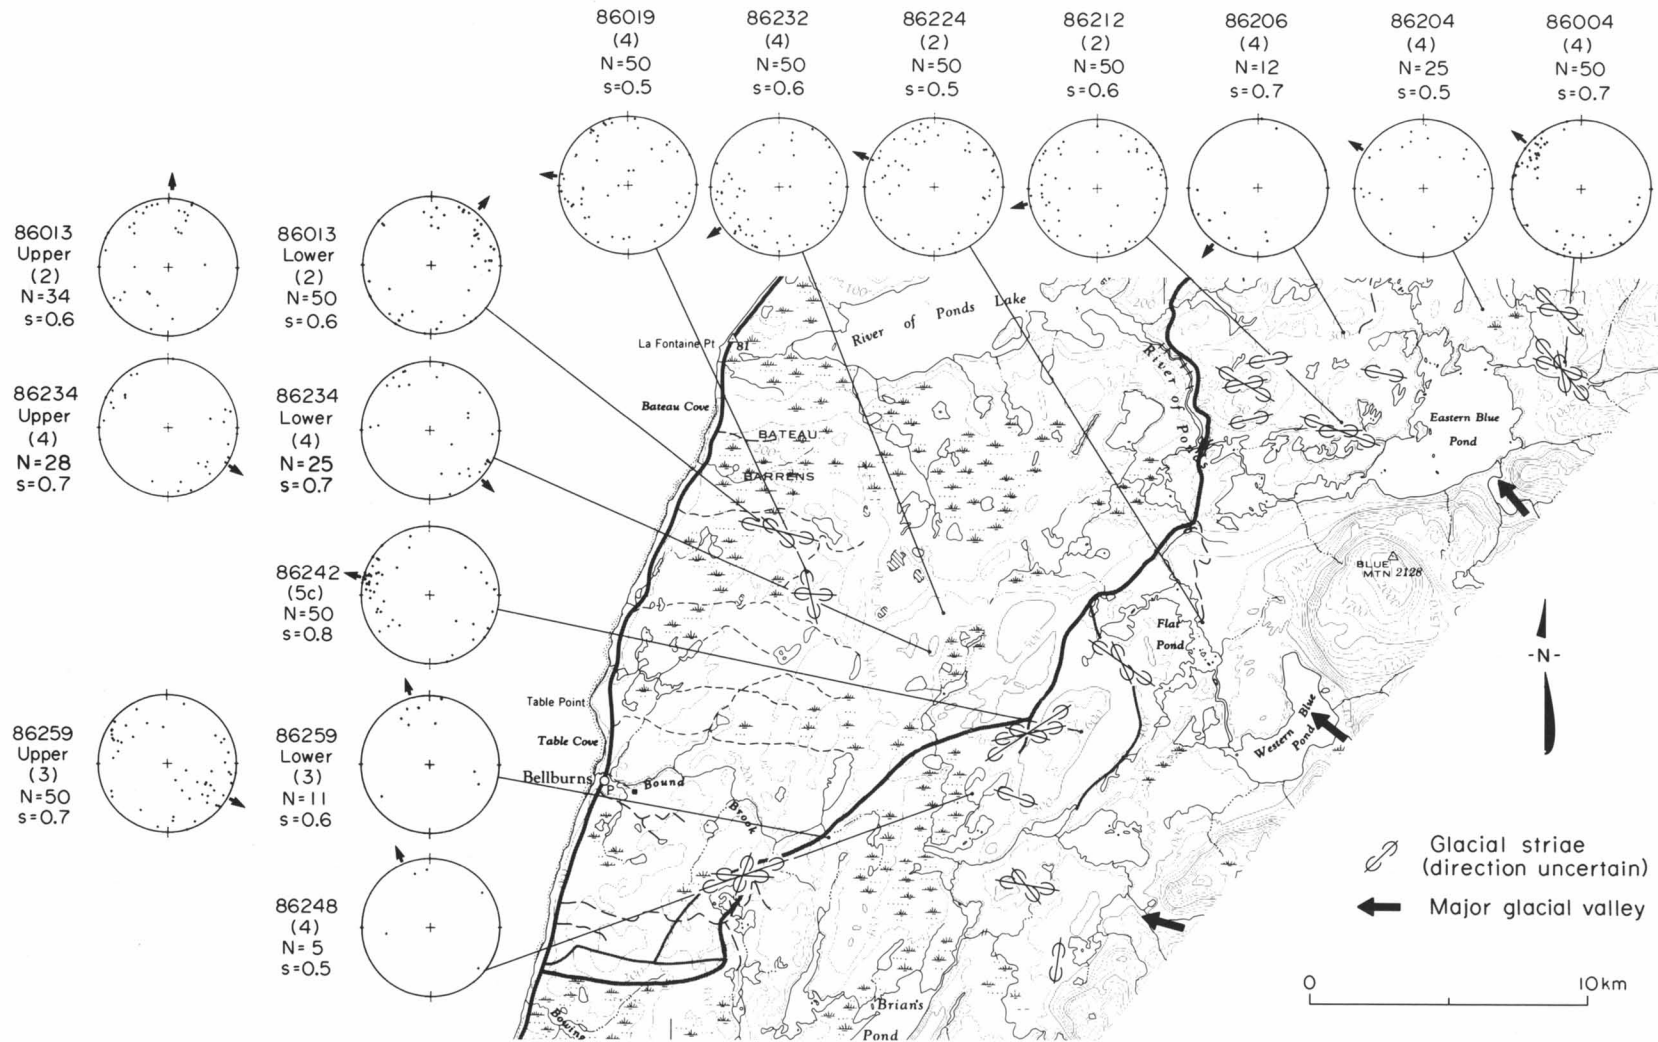 86019
(4)
N=50
s=0.5
86232
(4)
N=50
s=0.6
86224
(2)
N=50
s=0.5
86212
(2)
N=50
s=0.6
86206
(4)
N=12
s=0.7
86204
(4)
N=25
s=0.5
86004
(4)
N=50
s=0.7
86013
Upper
(2)
N=34
s=0.6
86013
Lower
(2)
N=50
s=0.6
86234
Upper
(4)
N=28
s=0.7
86234
Lower
(4)
N=25
s=0.7
86242
(5c)
N=50
s=0.8
86259
Upper
(3)
N=50
s=0.7
86259
Lower
(3)
N=11
s=0.6
86248
(4)
N=5
s=0.5
River of Ponds Lake
La Fontaine Pt
81
Bateau Cove
BATEAU
BARRENS
River of Ponds
Eastern Blue
Pond
BLUE
MTN 2128
Flat
Pond
Western Blue
Pond
Table Point
Table Cove
Bellburns
P
Bound
Brook
Brian's
Pond
-N-
Glacial striae
(direction uncertain)
Major glacial valley
0
10km